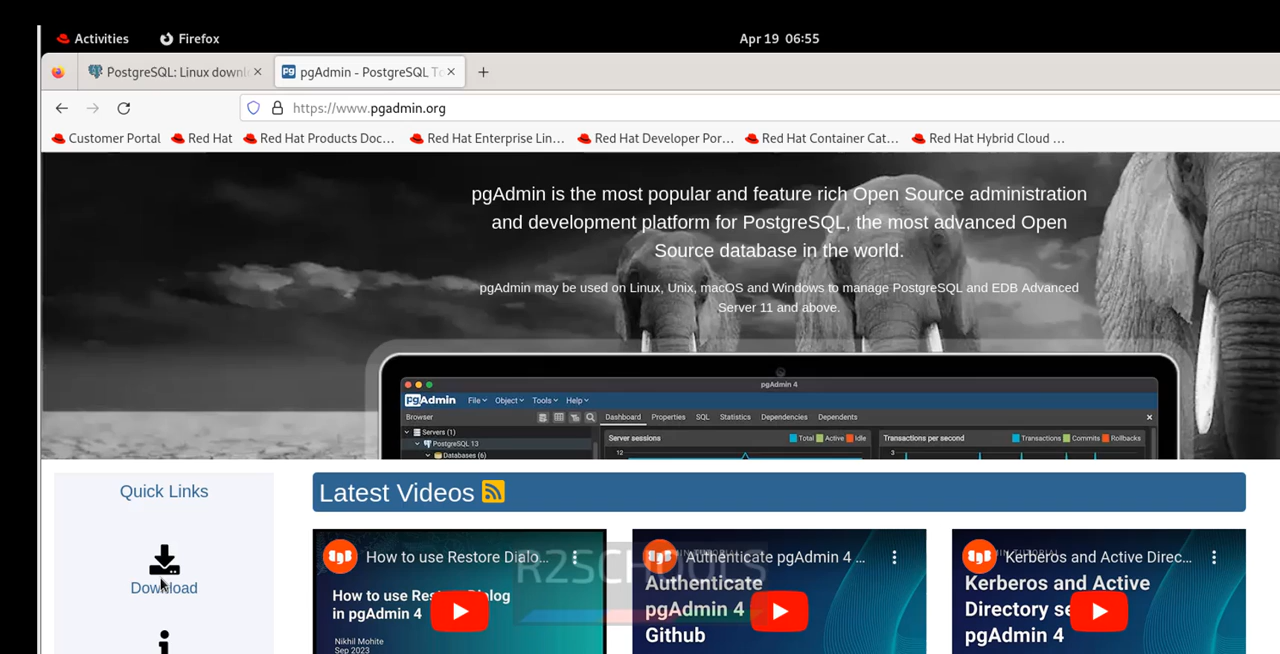 Activities Firefox Apr 19 06:55
PostgreSQL: Linux downl pgAdmin - PostgreSQL To
https://www.pgadmin.org
Customer Portal Red Hat Red Hat Products Doc... Red Hat Enterprise Lin... Red Hat Developer Por... Red Hat Container Cat... Red Hat Hybrid Cloud ...
pgAdmin is the most popular and feature rich Open Source administration
and development platform for PostgreSQL, the most advanced Open
Source database in the world.
pgAdmin may be used on Linux, Unix, macOS and Windows to manage PostgreSQL and EDB Advanced
Server 11 and above.
pgAdmin 4
pgAdmin File Object Tools Help
Browser Dashboard Properties SQL Statistics Dependencies Dependents
Servers (1) Server sessions Total Active Idle Transactions per second Transactions Commits Rollbacks
PostgreSQL 13
Databases (6) 12 3
Quick Links
Download
Latest Videos
How to use Restore Dialo...
How to use Restore Dialog
in pgAdmin 4
Nikhil Mohite
Sep 2023
Authenticate pgAdmin 4 ...
Authenticate
pgAdmin 4
Github
Kerberos and Active Direc...
Kerberos and Active
Directory se
pgAdmin 4
R2SCHOOLS